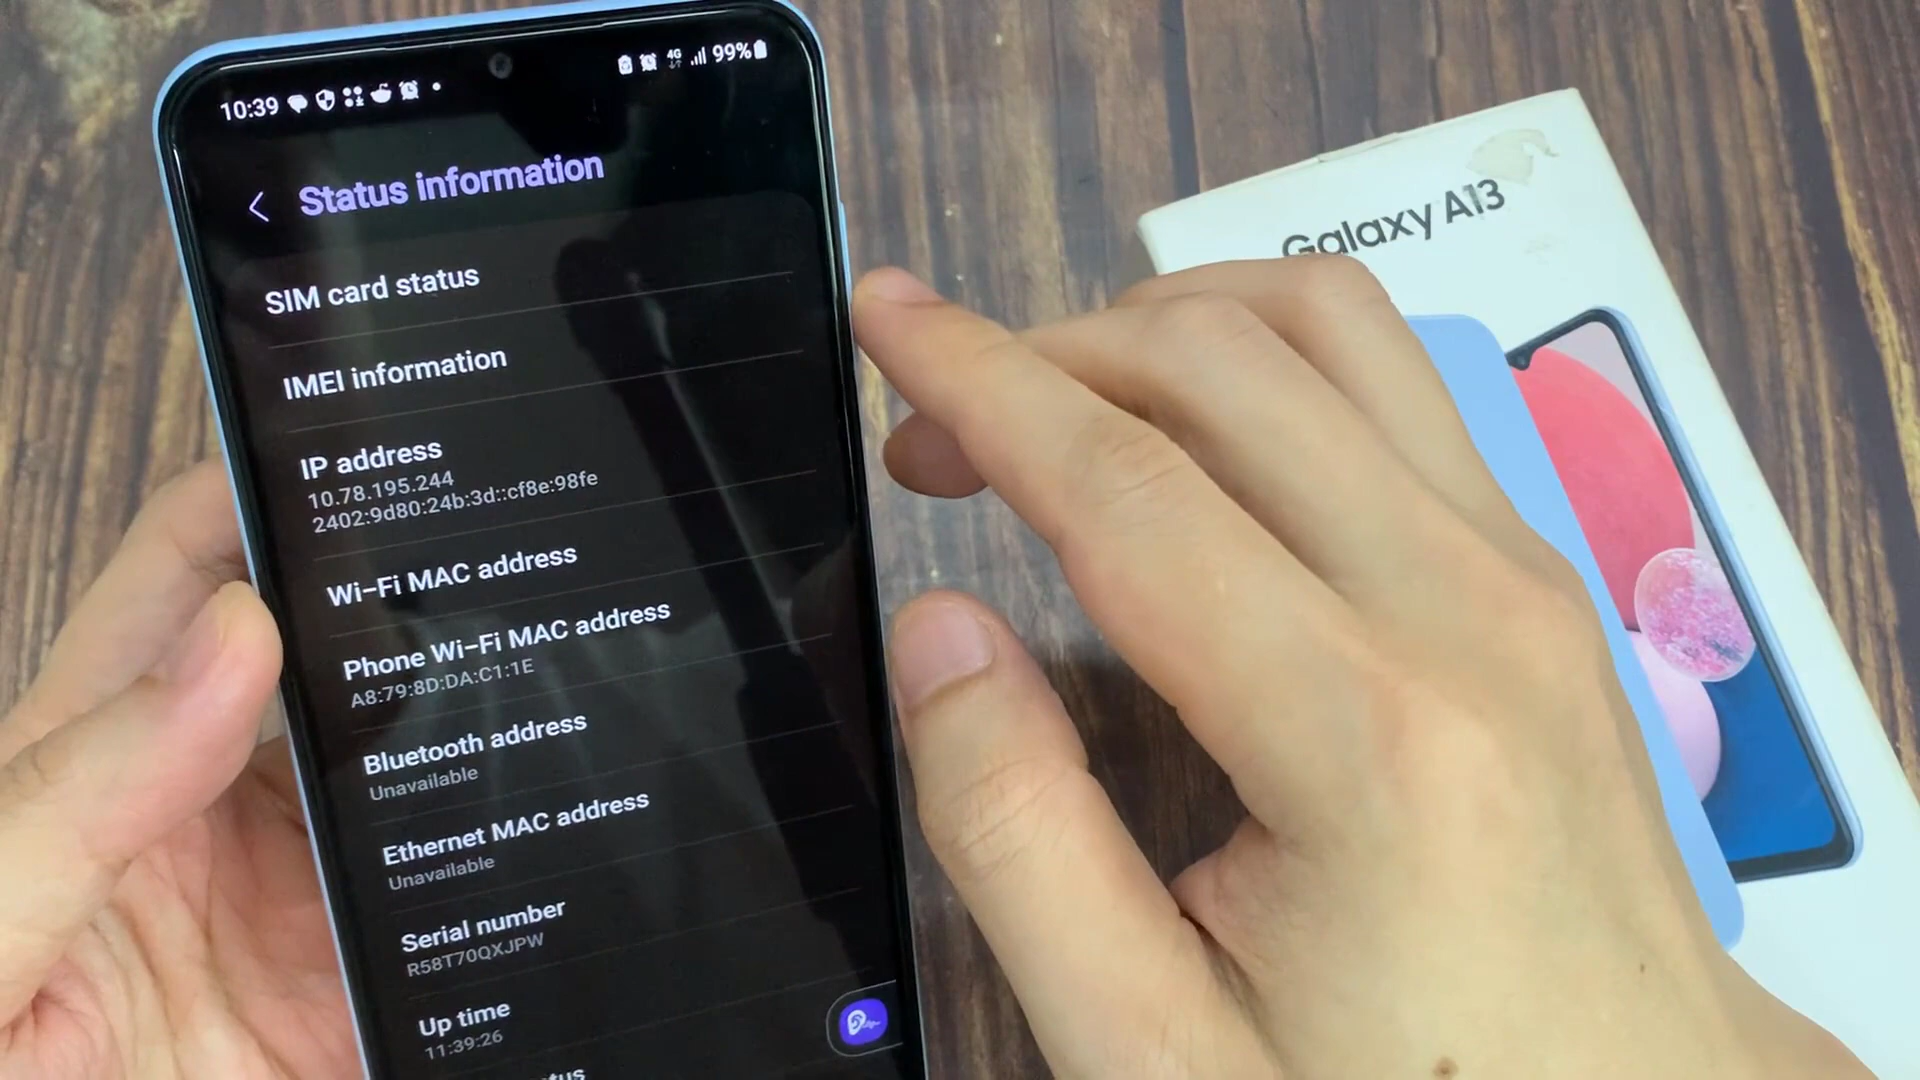 10:39
4G
99%
Status information
SIM card status
IMEI information
IP address
10.78.195.244
2402:9d80:24b:3d::cf8e:98fe
Wi-Fi MAC address
Phone Wi-Fi MAC address
A8:79:8D:DA:C1:1E
Bluetooth address
Unavailable
Ethernet MAC address
Unavailable
Serial number
R58T70QXJPW
Up time
11:39:26
Galaxy A13